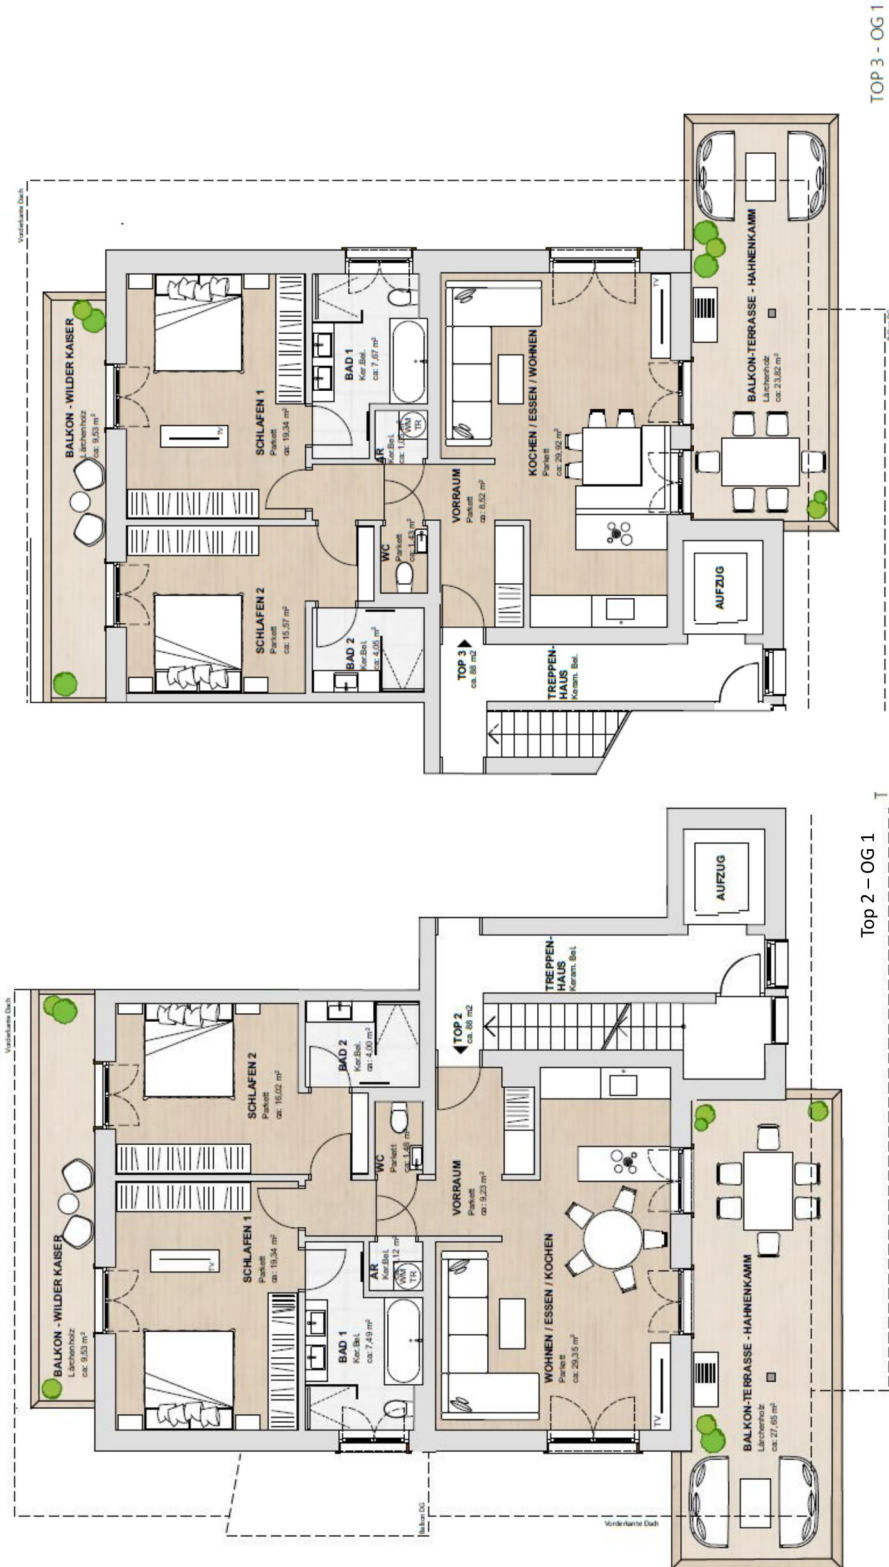 TOP 3 - OG 1
Vorderkante Dach
BALKON - WILDER KAISER
Lärchenholz
ca: 9,53 m²
SCHLAFEN 1
Parkett
ca: 19,34 m²
TV
BAD 1
Ker.Bel.
ca: 7,67 m²
AR
Ker.Bel.
WM
TR
SCHLAFEN 2
Parkett
ca: 15,57 m²
BAD 2
Ker.Bel.
ca: 4,05 m²
WC
Parkett
ca: 1,43 m²
VORRAUM
Parkett
ca: 8,52 m²
KOCHEN / ESSEN / WOHNEN
Parkett
ca: 29,92 m²
TV
BALKON-TERRASSE - HAHNENKAMM
Lärchenholz
ca: 23,82 m²
TOP 3
ca. 88 m2
TREPPEN-
HAUS
Keram. Bel.
AUFZUG
Top 2 – OG 1
T
Vorderkante Dach
BALKON - WILDER KAISER
Lärchenholz
ca: 9,53 m²
SCHLAFEN 2
Parkett
ca: 16,02 m²
SCHLAFEN 1
Parkett
ca: 19,34 m²
TV
BAD 2
Ker.Bel.
ca: 4,00 m²
WC
Parkett
BAD 1
Ker.Bel.
ca: 7,49 m²
AR
Ker.Bel.
WM
TR
VORRAUM
Parkett
ca: 9,23 m²
WOHNEN / ESSEN / KOCHEN
Parkett
ca: 29,35 m²
TV
BALKON-TERRASSE - HAHNENKAMM
Lärchenholz
ca: 27,65 m²
TOP 2
ca. 88 m2
TREPPEN-
HAUS
Keram. Bel.
AUFZUG
Balkon DG
Vorderkante Dach